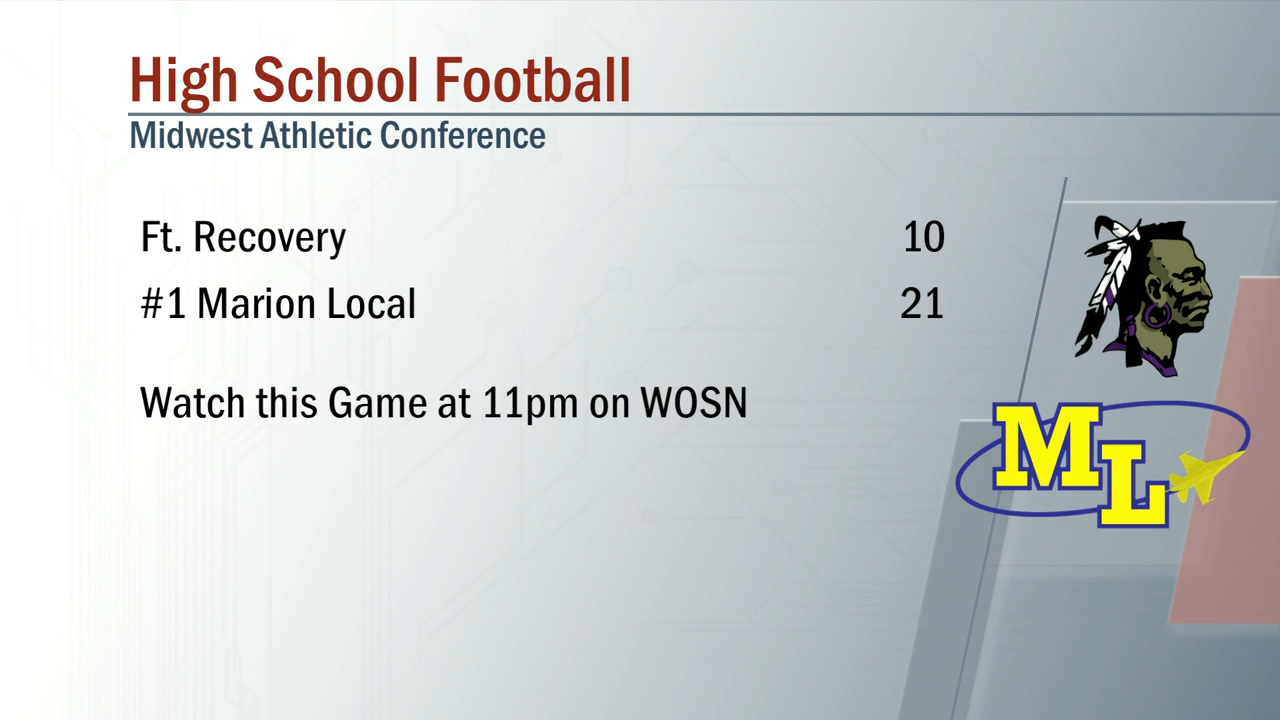 High School Football
Midwest Athletic Conference
Ft. Recovery 10
#1 Marion Local 21
Watch this Game at 11pm on WOSN
ML